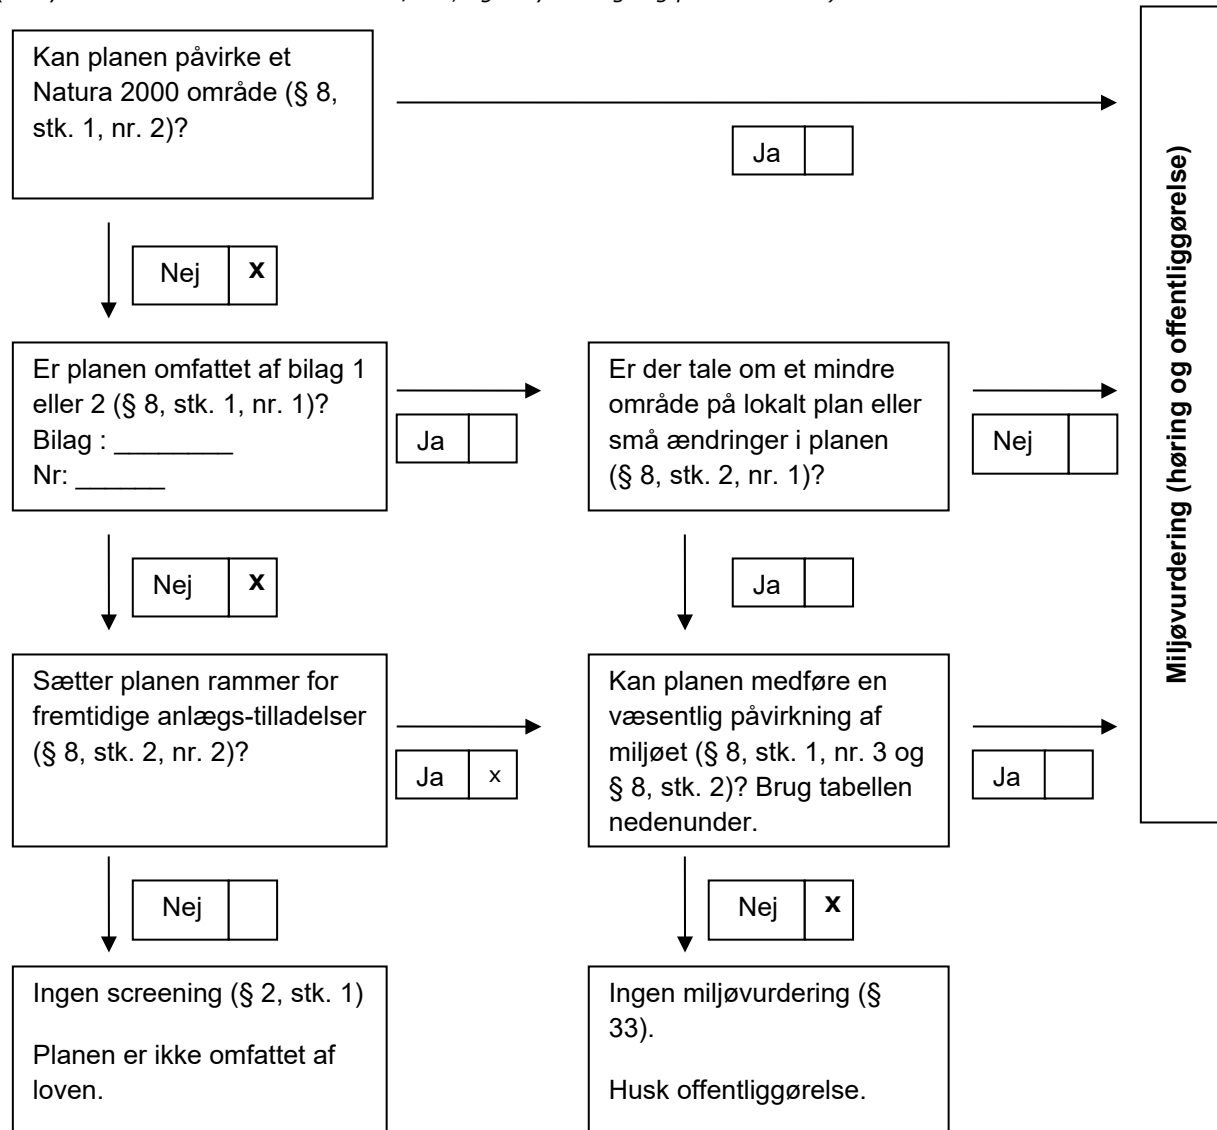 Kan planen påvirke et
Natura 2000 område (§ 8,
stk. 1, nr. 2)?
Ja
Nej x
Er planen omfattet af bilag 1
eller 2 (§ 8, stk. 1, nr. 1)?
Bilag : ________
Nr: ______
Ja
Er der tale om et mindre
område på lokalt plan eller
små ændringer i planen
(§ 8, stk. 2, nr. 1)?
Nej
Nej x
Ja
Sætter planen rammer for
fremtidige anlægs-tilladelser
(§ 8, stk. 2, nr. 2)?
Ja x
Kan planen medføre en
væsentlig påvirkning af
miljøet (§ 8, stk. 1, nr. 3 og
§ 8, stk. 2)? Brug tabellen
nedenunder.
Ja
Nej
Nej x
Ingen screening (§ 2, stk. 1)
Planen er ikke omfattet af
loven.
Ingen miljøvurdering (§
33).
Husk offentliggørelse.
Miljøvurdering (høring og offentliggørelse)